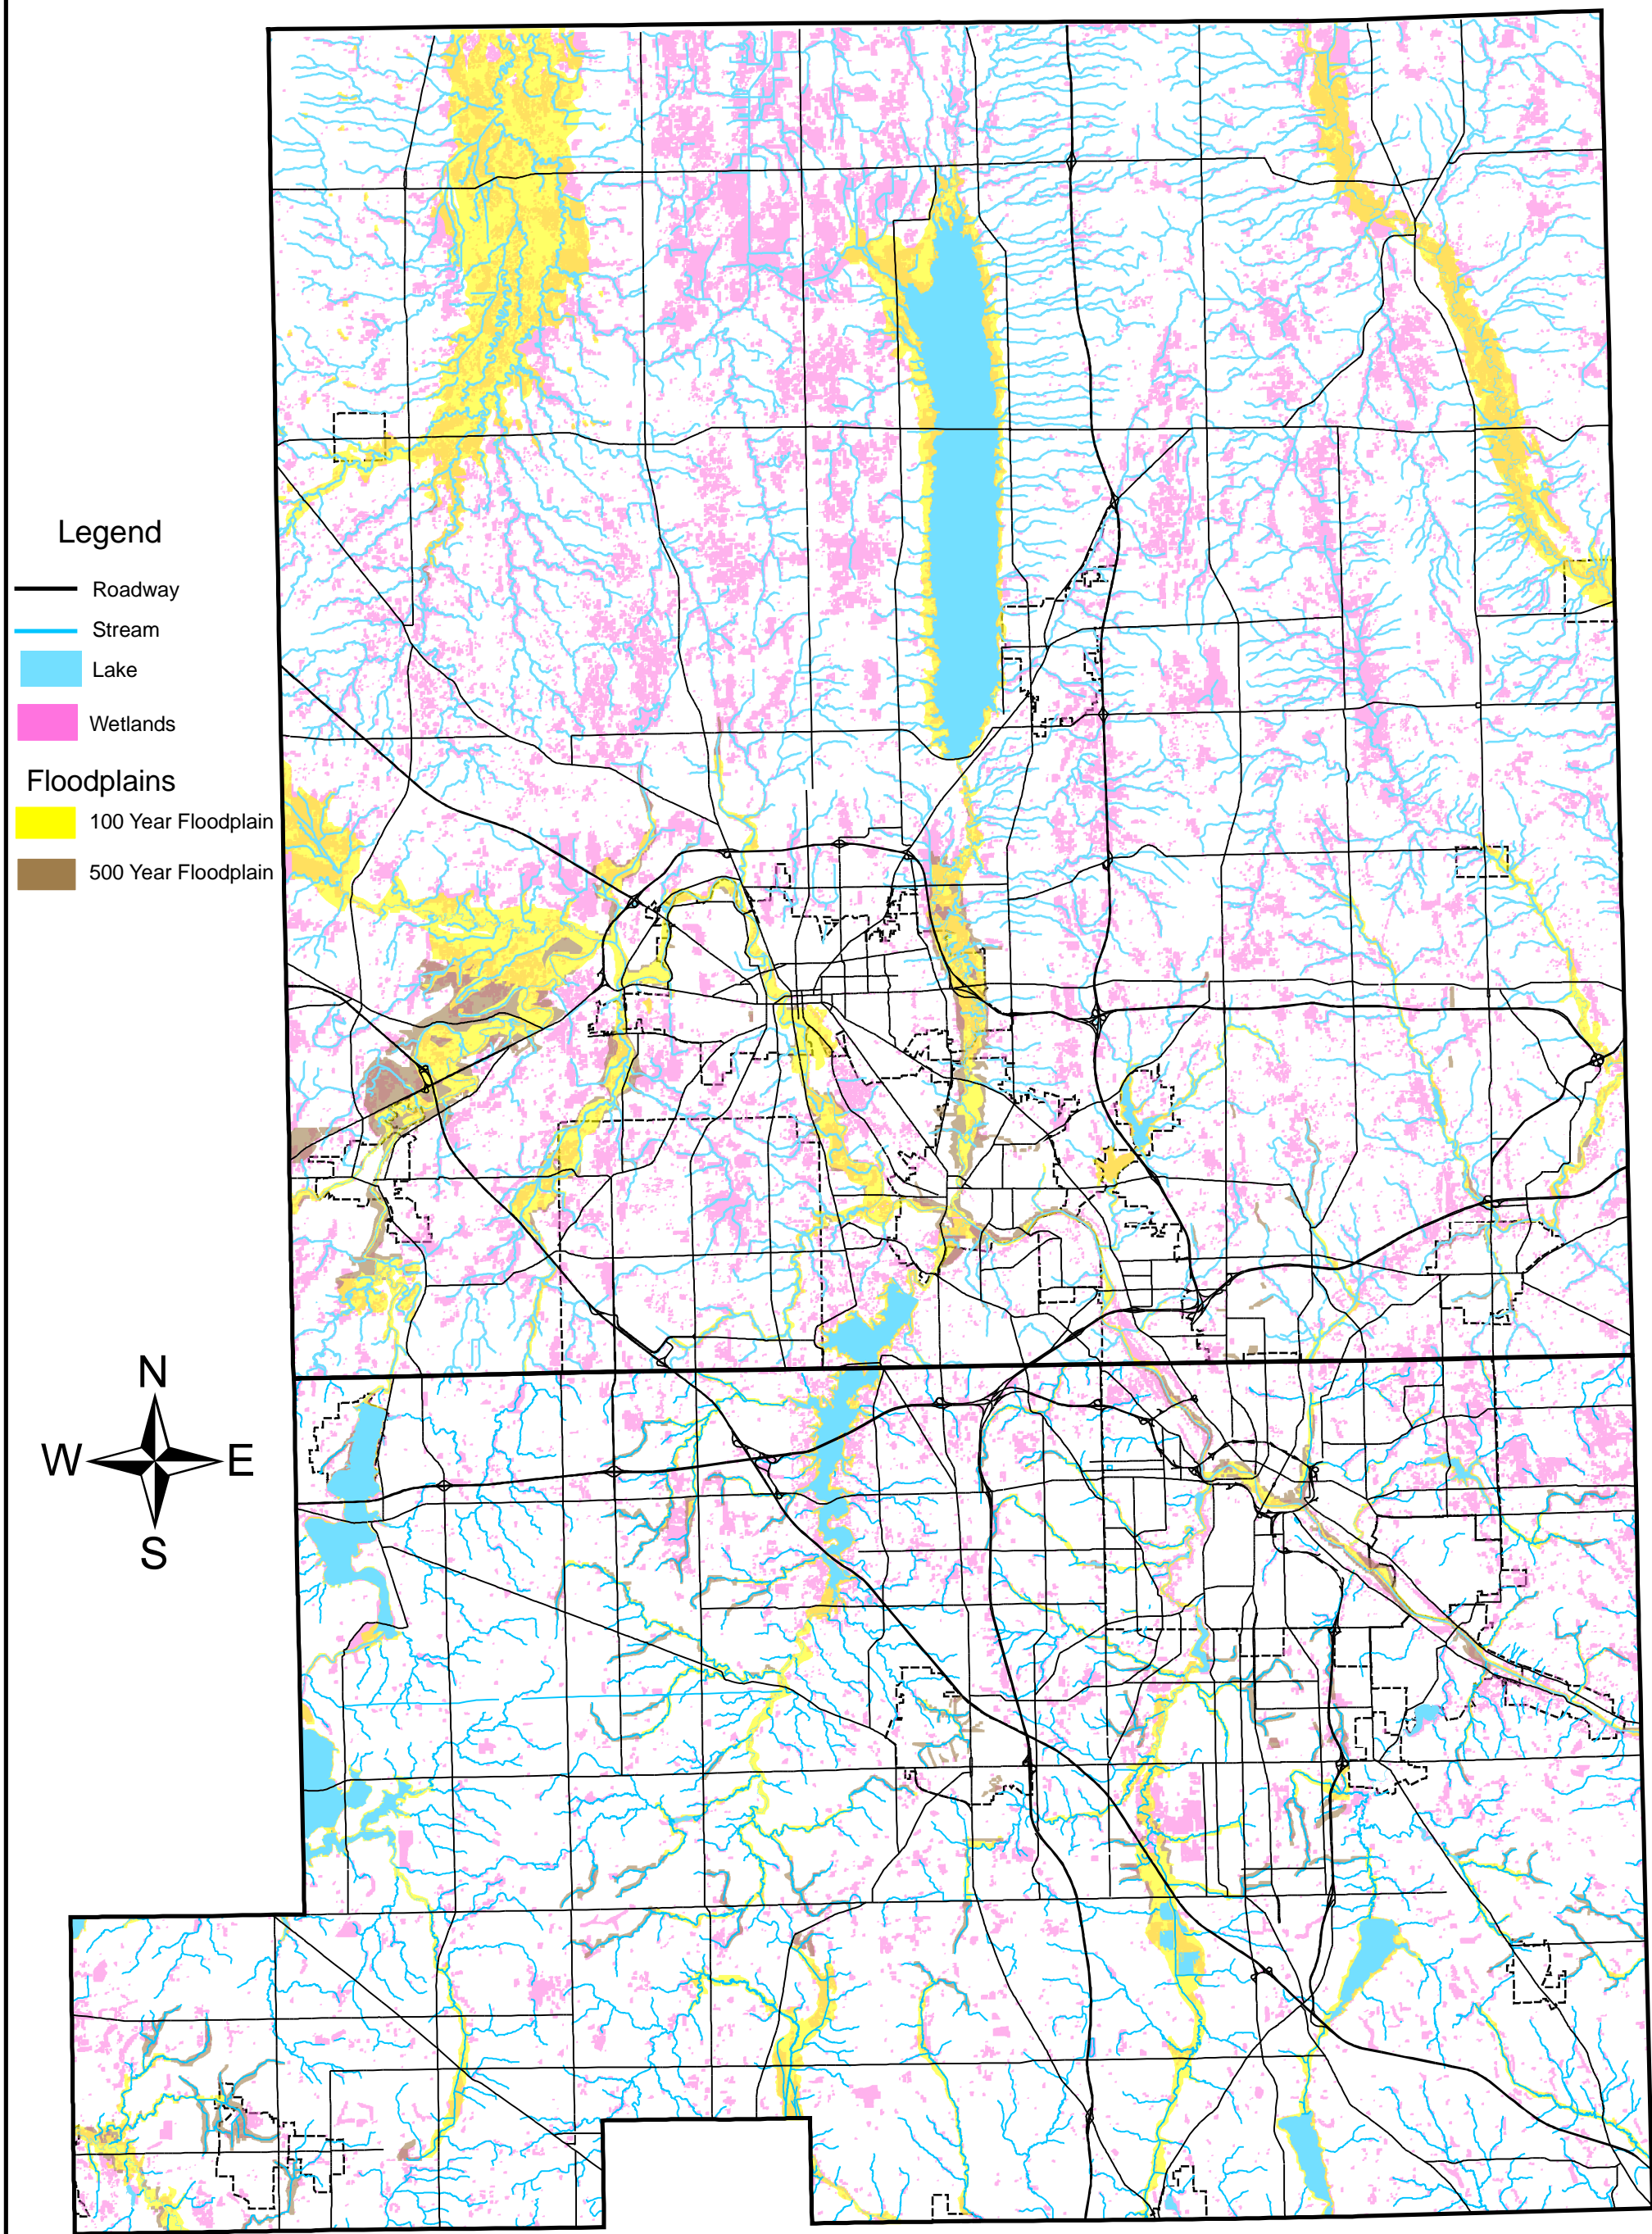 Legend
Roadway
Stream
Lake
Wetlands
Floodplains
100 Year Floodplain
500 Year Floodplain
N
W E
S